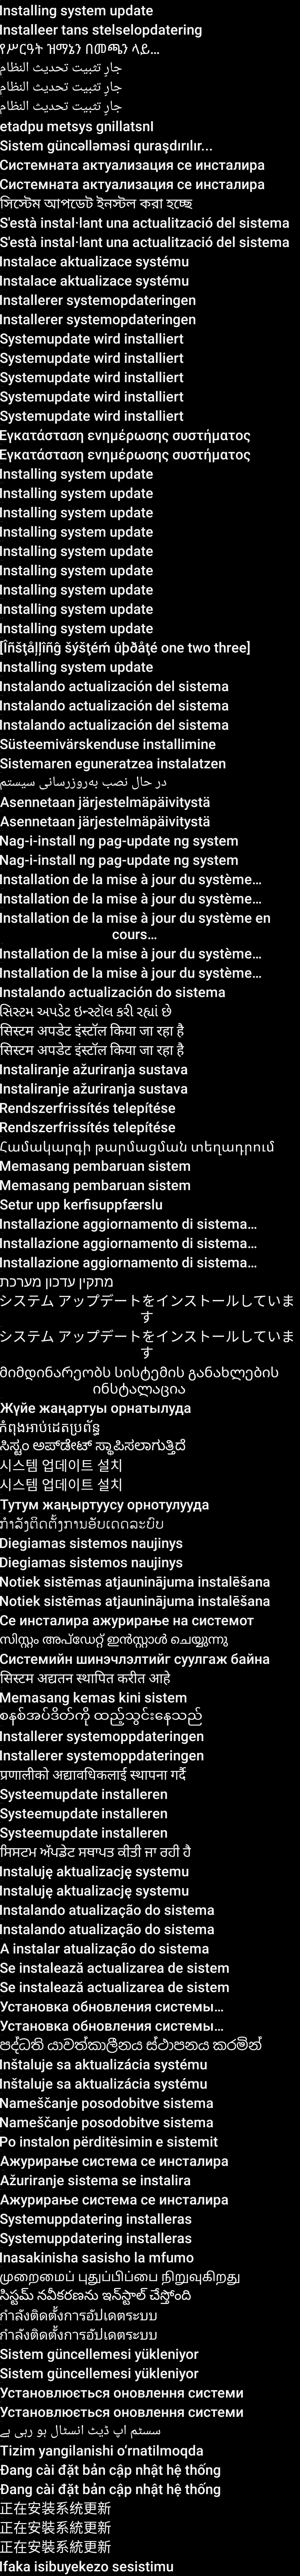 Installing system update
Installeer tans stelselopdatering
የሥርዓት ዝማኔን በመጫን ላይ…
جارٍ تثبيت تحديث النظام
جارٍ تثبيت تحديث النظام
جارٍ تثبيت تحديث النظام
etadpu metsys gnillatsnI
Sistem güncəlləməsi quraşdırılır...
Системната актуализация се инсталира
Системната актуализация се инсталира
সিস্টেম আপডেট ইনস্টল করা হচ্ছে
S'està instal·lant una actualització del sistema
S'està instal·lant una actualització del sistema
Instalace aktualizace systému
Instalace aktualizace systému
Installerer systemopdateringen
Installerer systemopdateringen
Systemupdate wird installiert
Systemupdate wird installiert
Systemupdate wird installiert
Systemupdate wird installiert
Systemupdate wird installiert
Εγκατάσταση ενημέρωσης συστήματος
Εγκατάσταση ενημέρωσης συστήματος
Installing system update
Installing system update
Installing system update
Installing system update
Installing system update
Installing system update
Installing system update
Installing system update
Installing system update
[Îñšţåļļîñĝ šýšţéḿ ûþðåţé one two three]
Installing system update
Instalando actualización del sistema
Instalando actualización del sistema
Instalando actualización del sistema
Süsteemivärskenduse installimine
Sistemaren eguneratzea instalatzen
در حال نصب به‌روزرسانی سیستم
Asennetaan järjestelmäpäivitystä
Asennetaan järjestelmäpäivitystä
Nag-i-install ng pag-update ng system
Nag-i-install ng pag-update ng system
Installation de la mise à jour du système…
Installation de la mise à jour du système…
Installation de la mise à jour du système en
cours…
Installation de la mise à jour du système…
Installation de la mise à jour du système…
Instalando actualización do sistema
સિસ્ટમ અપડેટ ઇન્સ્ટૉલ કરી રહ્યાં છે
सिस्टम अपडेट इंस्टॉल किया जा रहा है
सिस्टम अपडेट इंस्टॉल किया जा रहा है
Instaliranje ažuriranja sustava
Instaliranje ažuriranja sustava
Rendszerfrissítés telepítése
Rendszerfrissítés telepítése
Համակարգի թարմացման տեղադրում
Memasang pembaruan sistem
Memasang pembaruan sistem
Setur upp kerfisuppfærslu
Installazione aggiornamento di sistema…
Installazione aggiornamento di sistema…
Installazione aggiornamento di sistema…
מתקין עדכון מערכת
システム アップデートをインストールしていま
す
システム アップデートをインストールしていま
す
მიმდინარეობს სისტემის განახლების
ინსტალაცია
Жүйе жаңартуы орнатылуда
កំពុងអាប់ដេតប្រព័ន្ធ
ಸಿಸ್ಟಂ ಅಪ್‌ಡೇಟ್ ಸ್ಥಾಪಿಸಲಾಗುತ್ತಿದೆ
시스템 업데이트 설치
시스템 업데이트 설치
Тутум жаңыртуусу орнотулууда
ກຳລັງຕິດຕັ້ງການອັບເດດລະບົບ
Diegiamas sistemos naujinys
Diegiamas sistemos naujinys
Notiek sistēmas atjauninājuma instalēšana
Notiek sistēmas atjauninājuma instalēšana
Се инсталира ажурирање на системот
സിസ്റ്റം അപ്ഡേറ്റ് ഇൻസ്റ്റാൾ ചെയ്യുന്നു
Системийн шинэчлэлтийг суулгаж байна
सिस्टम अद्यतन स्थापित करीत आहे
Memasang kemas kini sistem
စနစ်အပ်ဒိတ်ကို ထည့်သွင်းနေသည်
Installerer systemoppdateringen
Installerer systemoppdateringen
प्रणालीको अद्यावधिकलाई स्थापना गर्दै
Systeemupdate installeren
Systeemupdate installeren
Systeemupdate installeren
ਸਿਸਟਮ ਅੱਪਡੇਟ ਸਥਾਪਤ ਕੀਤੀ ਜਾ ਰਹੀ ਹੈ
Instaluję aktualizację systemu
Instaluję aktualizację systemu
Instalando atualização do sistema
Instalando atualização do sistema
A instalar atualização do sistema
Se instalează actualizarea de sistem
Se instalează actualizarea de sistem
Установка обновления системы…
Установка обновления системы…
පද්ධති යාවත්කාලීනය ස්ථාපනය කරමින්
Inštaluje sa aktualizácia systému
Inštaluje sa aktualizácia systému
Nameščanje posodobitve sistema
Nameščanje posodobitve sistema
Po instalon përditësimin e sistemit
Ажурирање система се инсталира
Ažuriranje sistema se instalira
Ажурирање система се инсталира
Systemuppdatering installeras
Systemuppdatering installeras
Inasakinisha sasisho la mfumo
முறைமைப் புதுப்பிப்பை நிறுவுகிறது
సిస్టమ్ నవీకరణను ఇన్‌స్టాల్ చేస్తోంది
กำลังติดตั้งการอัปเดตระบบ
กำลังติดตั้งการอัปเดตระบบ
Sistem güncellemesi yükleniyor
Sistem güncellemesi yükleniyor
Установлюється оновлення системи
Установлюється оновлення системи
سسٹم اپ ڈیٹ انسٹال ہو رہی ہے
Tizim yangilanishi o‘rnatilmoqda
Đang cài đặt bản cập nhật hệ thống
Đang cài đặt bản cập nhật hệ thống
正在安装系统更新
正在安裝系統更新
正在安裝系統更新
Ifaka isibuyekezo sesistimu